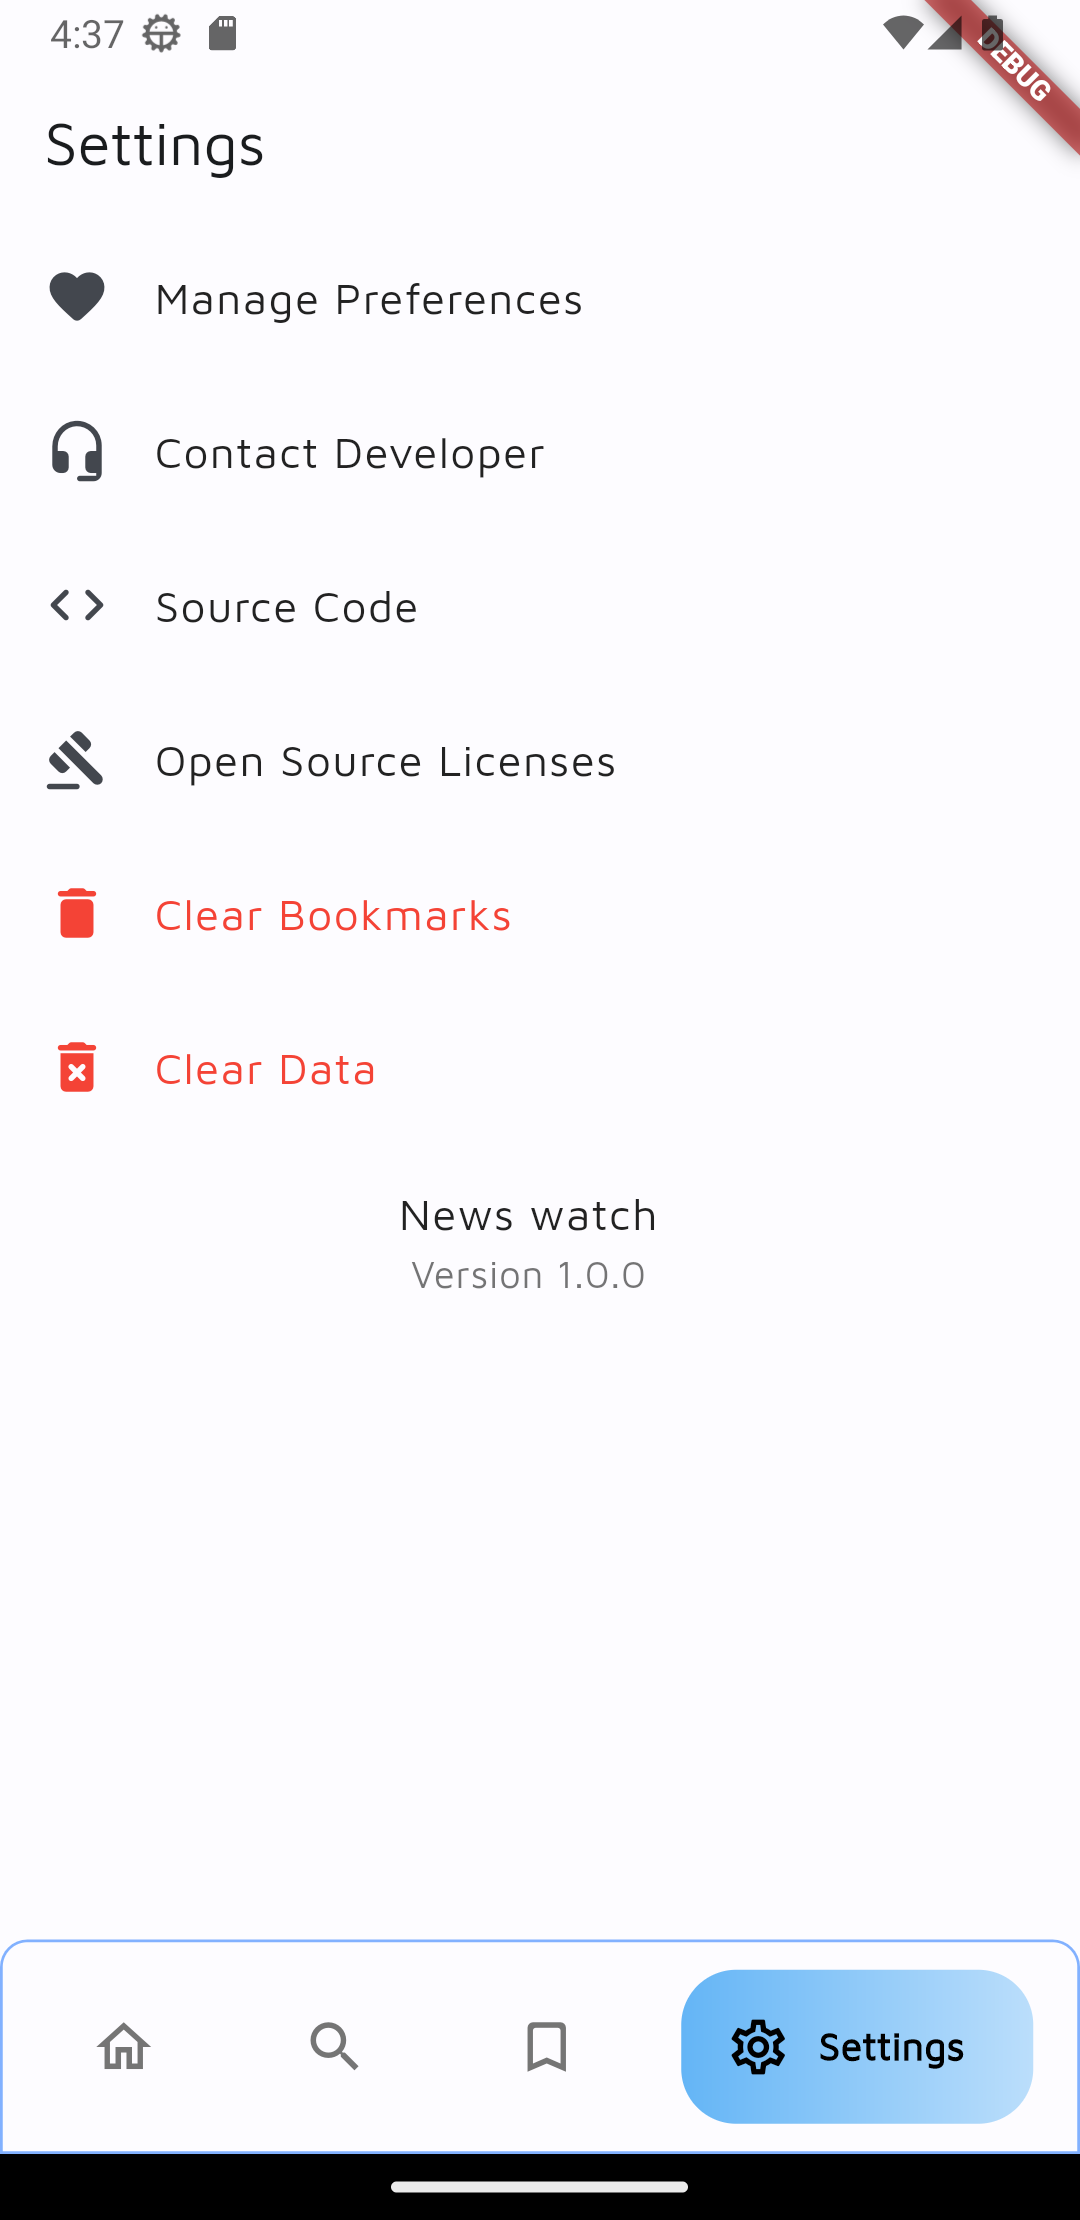 4:37
DEBUG
Settings
Manage Preferences
Contact Developer
Source Code
Open Source Licenses
Clear Bookmarks
Clear Data
News watch
Version 1.0.0
Settings